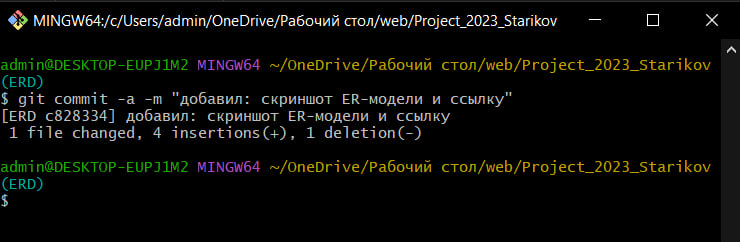 MINGW64:/c/Users/admin/OneDrive/Рабочий стол/web/Project_2023_Starikov
admin@DESKTOP-EUPJ1M2 MINGW64 ~/OneDrive/Рабочий стол/web/Project_2023_Starikov
(ERD)
$ git commit -a -m "добавил: скриншот ER-модели и ссылку"
[ERD c828334] добавил: скриншот ER-модели и ссылку
1 file changed, 4 insertions(+), 1 deletion(-)
admin@DESKTOP-EUPJ1M2 MINGW64 ~/OneDrive/Рабочий стол/web/Project_2023_Starikov
(ERD)
$